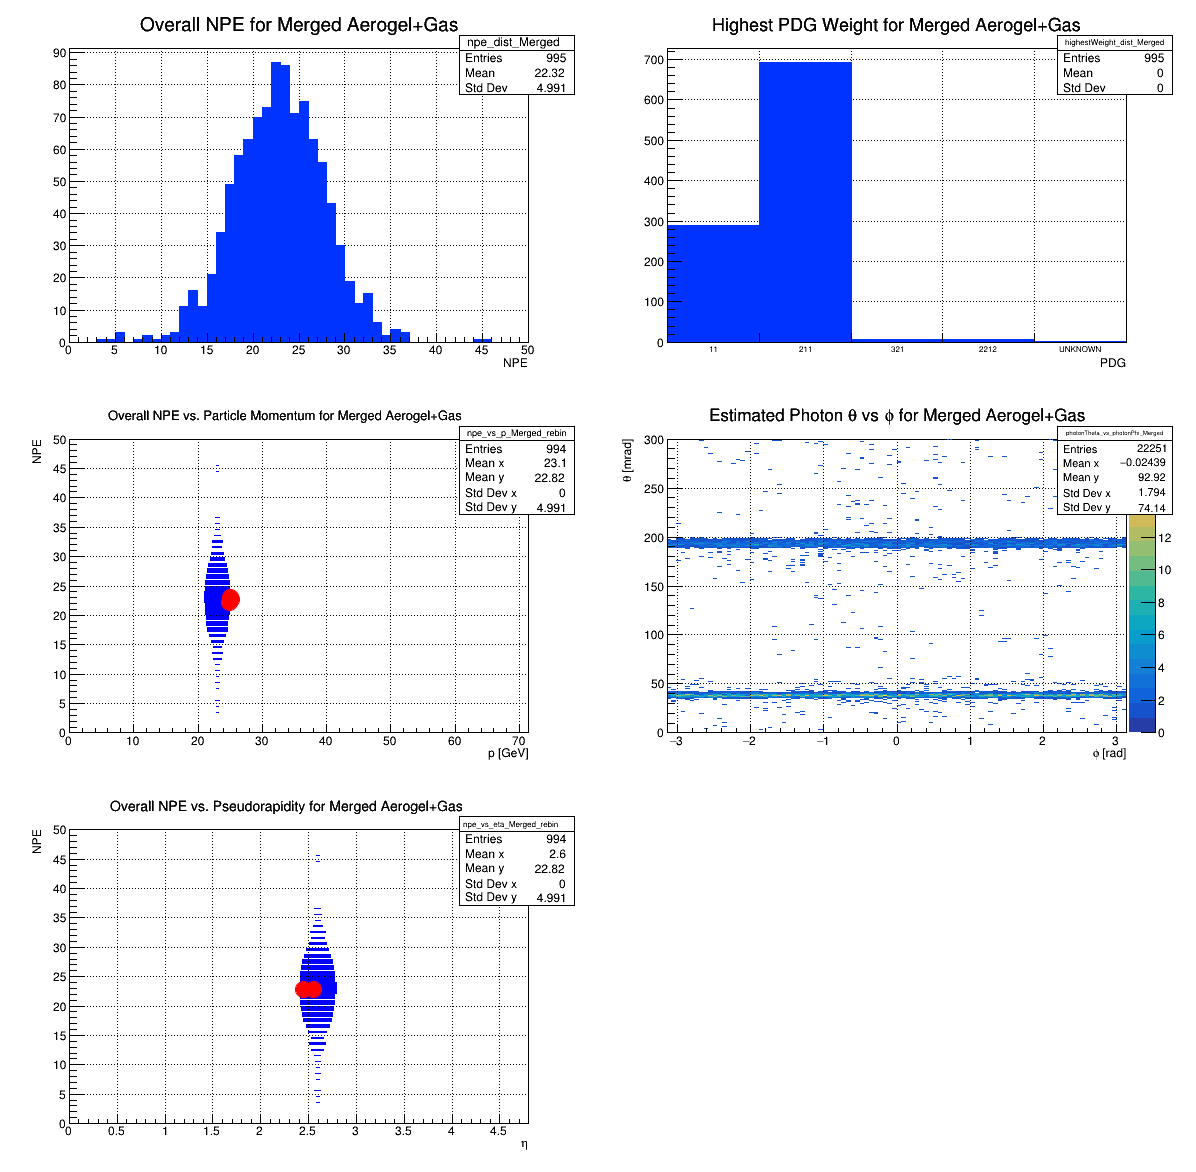 Overall NPE for Merged Aerogel+Gas
npe_dist_Merged
Entries 995
Mean 22.32
Std Dev 4.991
90
80
70
60
50
40
30
20
10
0
0 5 10 15 20 25 30 35 40 45 50
NPE
Highest PDG Weight for Merged Aerogel+Gas
highestWeight_dist_Merged
Entries 995
Mean 0
Std Dev 0
700
600
500
400
300
200
100
0
11 211 321 2212 UNKNOWN
PDG
Overall NPE vs. Particle Momentum for Merged Aerogel+Gas
npe_vs_p_Merged_rebin
Entries 994
Mean x 23.1
Mean y 22.82
Std Dev x 0
Std Dev y 4.991
NPE
50
45
40
35
30
25
20
15
10
5
0
0 10 20 30 40 50 60 70
p [GeV]
Estimated Photon θ vs ϕ for Merged Aerogel+Gas
photonTheta_vs_photonPhi_Merged
Entries 22251
Mean x −0.02439
Mean y 92.92
Std Dev x 1.794
Std Dev y 74.14
θ [mrad]
300
250
200
150
100
50
0
−3 −2 −1 0 1 2 3
ϕ [rad]
12
10
8
6
4
2
0
Overall NPE vs. Pseudorapidity for Merged Aerogel+Gas
npe_vs_eta_Merged_rebin
Entries 994
Mean x 2.6
Mean y 22.82
Std Dev x 0
Std Dev y 4.991
NPE
50
45
40
35
30
25
20
15
10
5
0
0 0.5 1 1.5 2 2.5 3 3.5 4 4.5
η